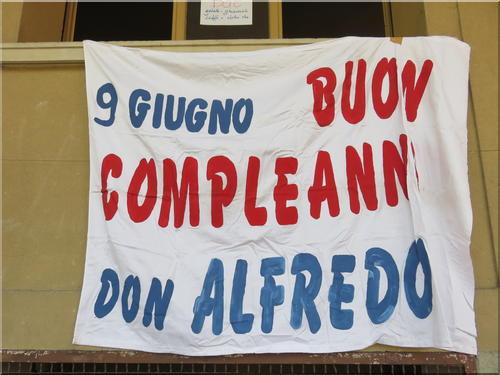 9 GIUGNO BUON
COMPLEANN
DON ALFREDO